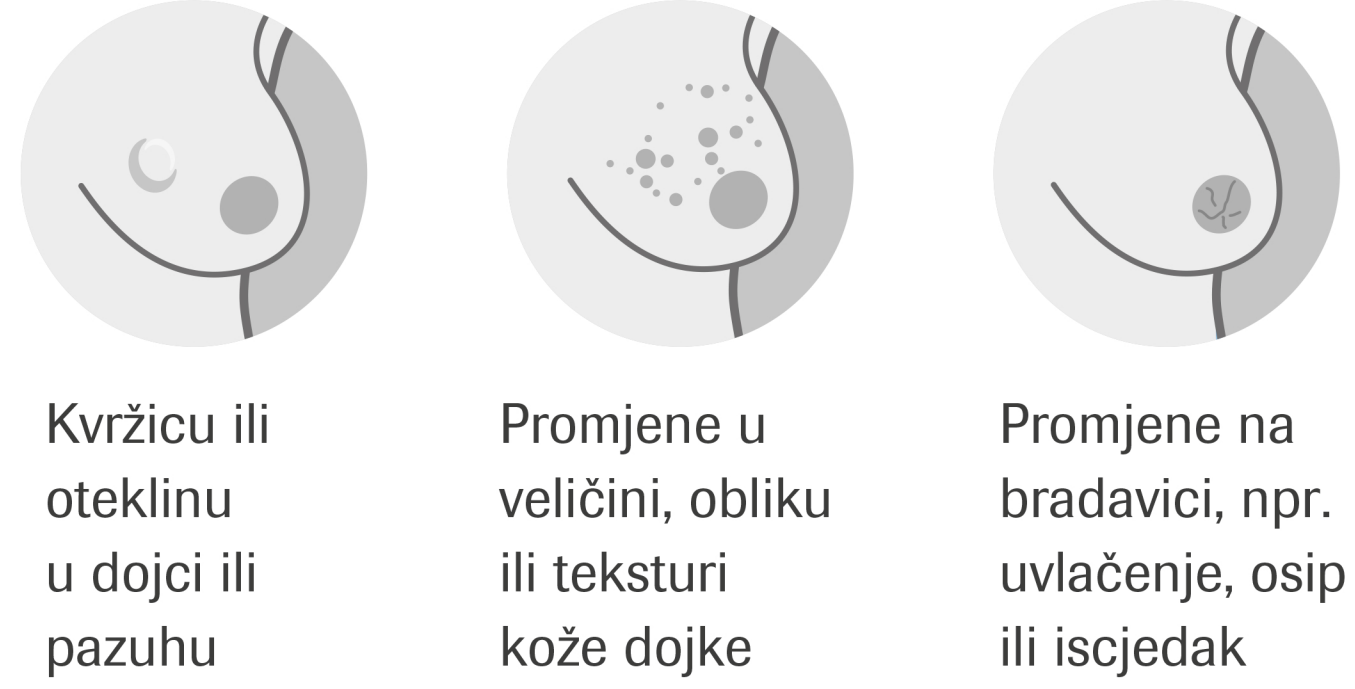 Kvržicu ili
oteklinu
u dojci ili
pazuhu
Promjene u
veličini, obliku
ili teksturi
kože dojke
Promjene na
bradavici, npr.
uvlačenje, osip
ili iscjedak